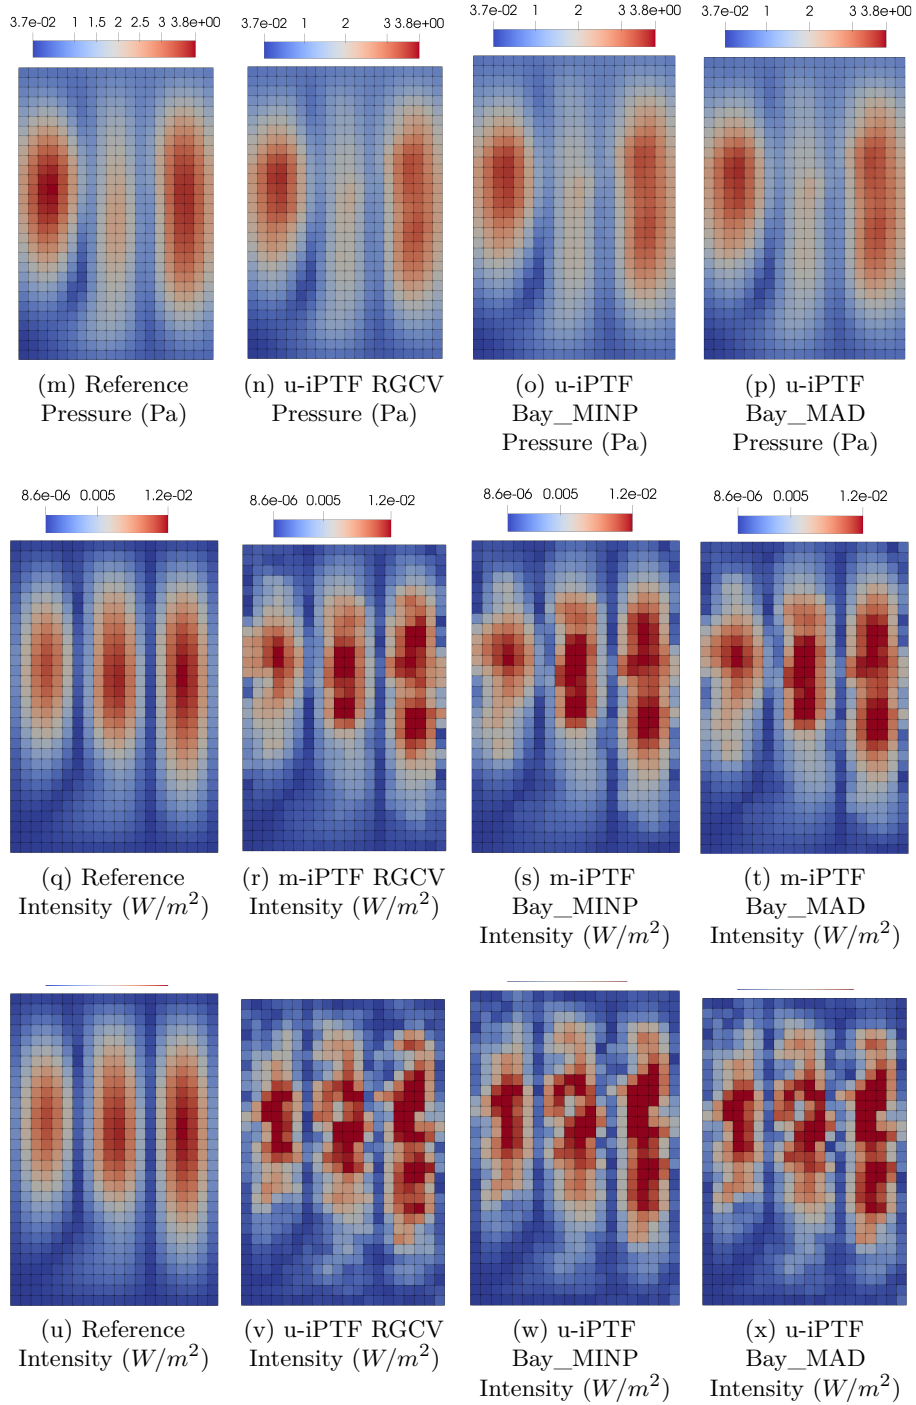 3.7e-02 1 1.5 2 2.5 3 3.8e+00
3.7e-02 1 2 3 3.8e+00
3.7e-02 1 2 3 3.8e+00
3.7e-02 1 2 3 3.8e+00
(m) Reference
Pressure (Pa)
(n) u-iPTF RGCV
Pressure (Pa)
(o) u-iPTF
Bay_MINP
Pressure (Pa)
(p) u-iPTF
Bay_MAD
Pressure (Pa)
8.6e-06 0.005 1.2e-02
8.6e-06 0.005 1.2e-02
8.6e-06 0.005 1.2e-02
8.6e-06 0.005 1.2e-02
(q) Reference
Intensity (W/m²)
(r) m-iPTF RGCV
Intensity (W/m²)
(s) m-iPTF
Bay_MINP
Intensity (W/m²)
(t) m-iPTF
Bay_MAD
Intensity (W/m²)
(u) Reference
Intensity (W/m²)
(v) u-iPTF RGCV
Intensity (W/m²)
(w) u-iPTF
Bay_MINP
Intensity (W/m²)
(x) u-iPTF
Bay_MAD
Intensity (W/m²)